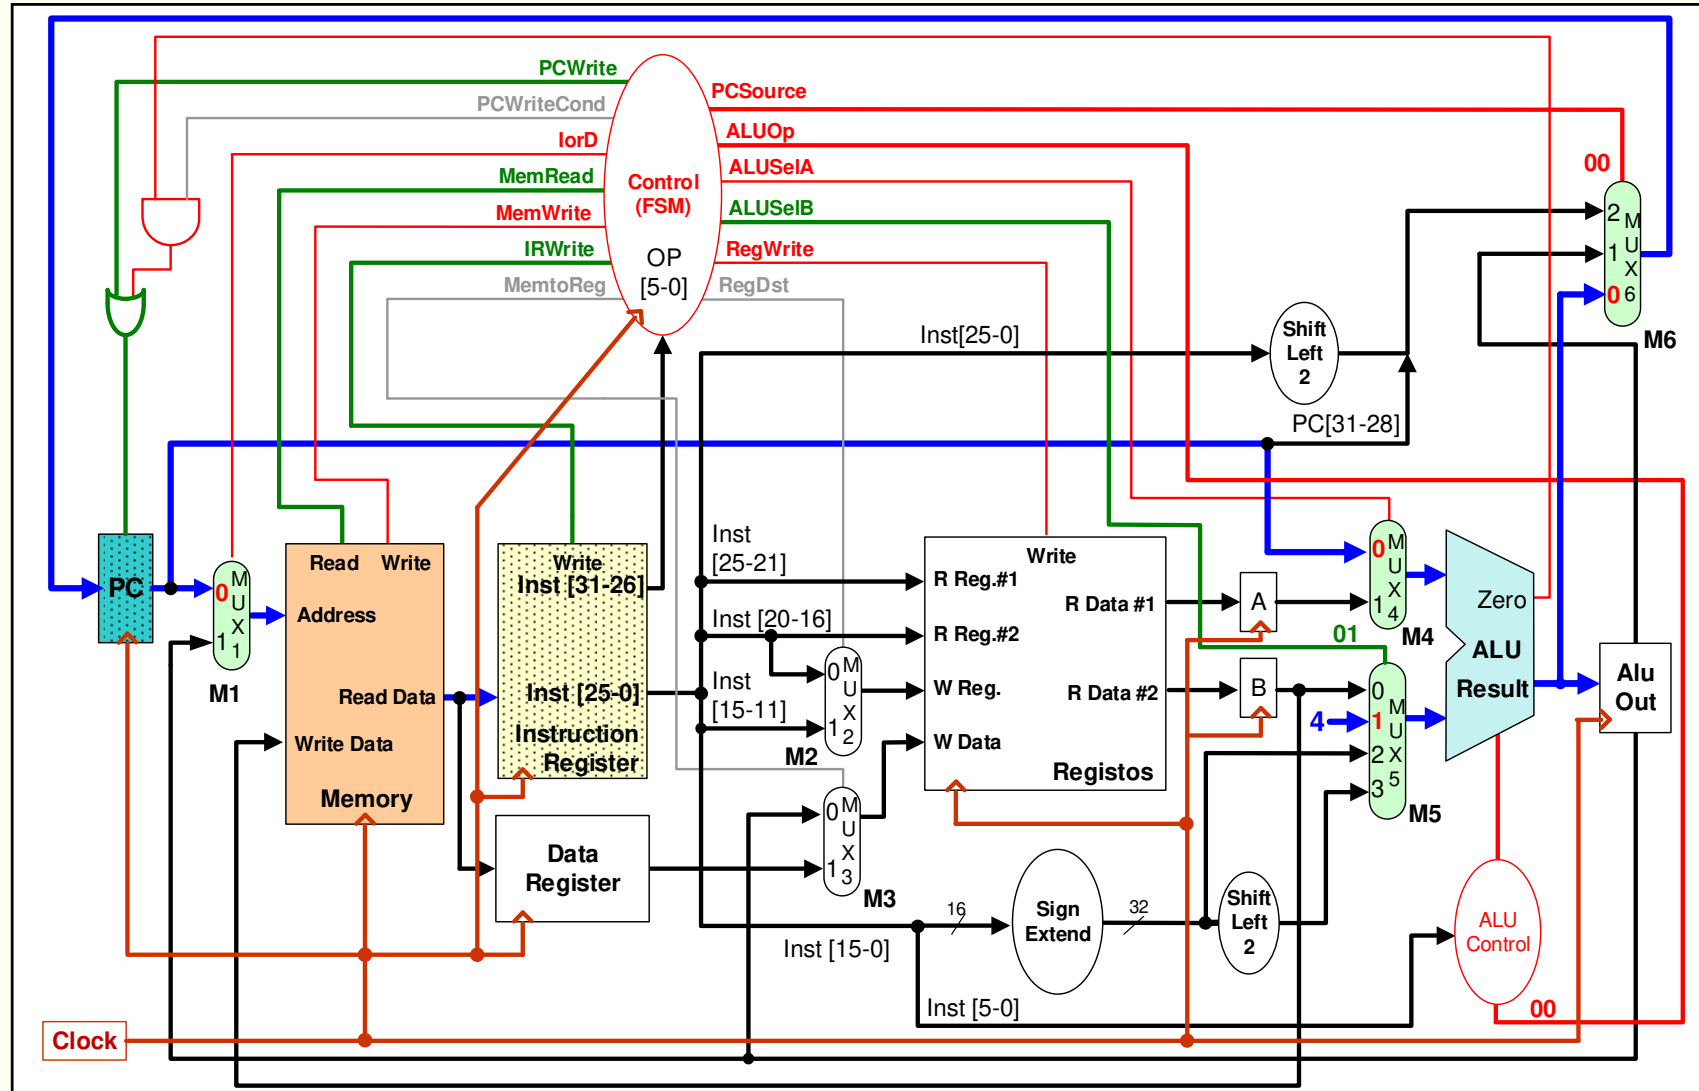 PCWrite
PCWriteCond
IorD
MemRead
MemWrite
IRWrite
MemtoReg
Control
(FSM)
OP
[5-0]
PCSource
ALUOp
ALUSelA
ALUSelB
RegWrite
RegDst
00
2
1
0
M
U
X
6
M6
Inst[25-0]
Shift
Left
2
PC[31-28]
PC
0
1
M
U
X
1
M1
Read
Write
Address
Read Data
Write Data
Memory
Write
Inst [31-26]
Inst [25-0]
Instruction
Register
Data
Register
Inst
[25-21]
Inst [20-16]
Inst
[15-11]
0
1
M
U
X
2
M2
0
1
M
U
X
3
M3
Write
R Reg.#1
R Reg.#2
W Reg.
W Data
R Data #1
R Data #2
Registos
A
B
0
1
M
U
X
4
M4
01
4
0
1
2
3
M
U
X
5
M5
Zero
ALU
Result
Alu
Out
Inst [15-0]
16
Sign
Extend
32
Shift
Left
2
ALU
Control
Inst [5-0]
00
Clock